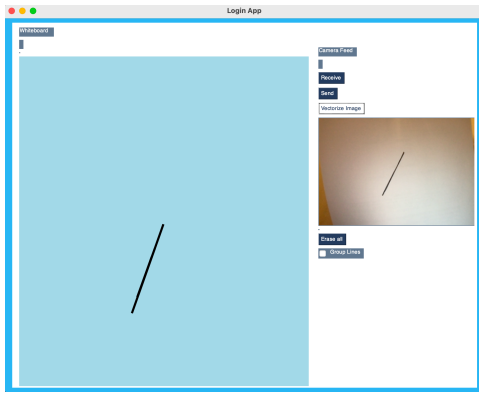 Login App
Whiteboard
Camera Feed
Receive
Send
Vectorize Image
Erase all
Group Lines